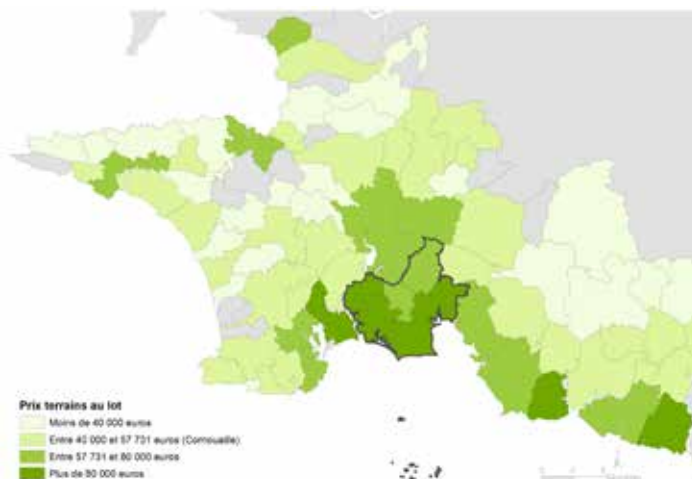 Prix terrains au lot
Moins de 40 000 euros
Entre 40 000 et 57 731 euros (Cornouaille)
Entre 57 731 et 80 000 euros
Plus de 80 000 euros